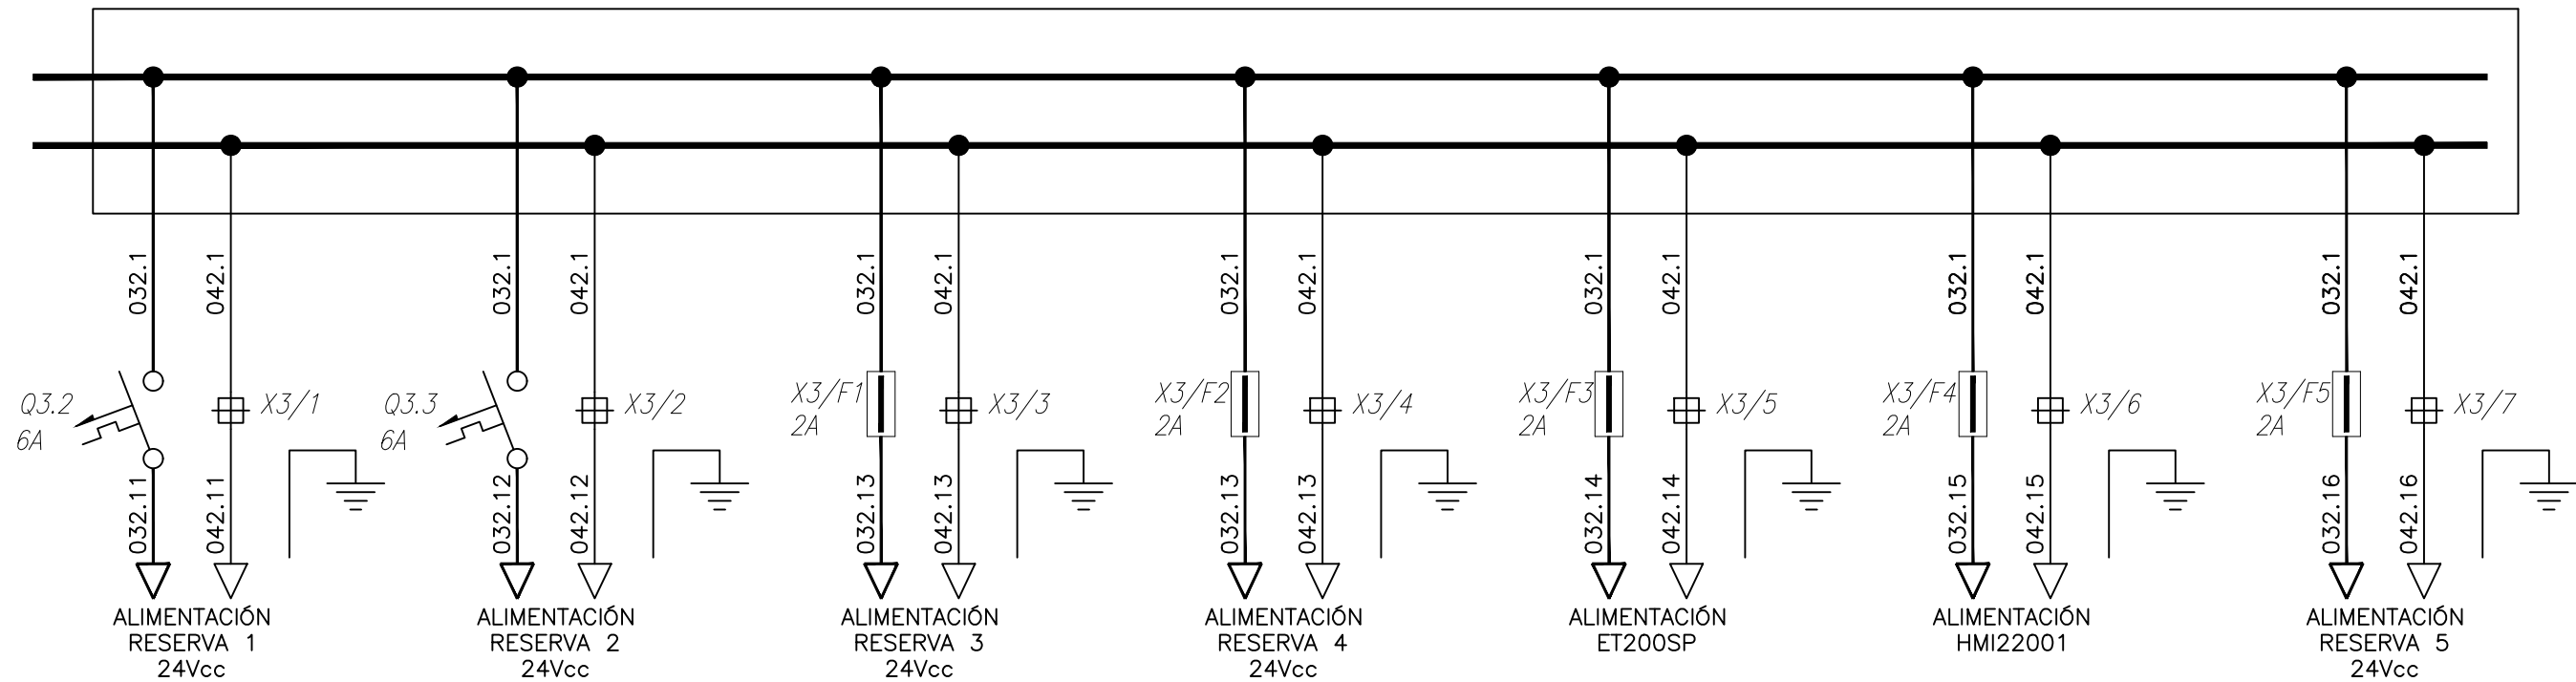 032.1 042.1 032.1 042.1 032.1 042.1 032.1 042.1 032.1 042.1 032.1 042.1 032.1 042.1
Q3.2 X3/1 Q3.3 X3/2 X3/F1 X3/3 X3/F2 X3/4 X3/F3 X3/5 X3/F4 X3/6 X3/F5 X3/7
6A 6A 2A 2A 2A 2A 2A
032.11 042.11 032.12 042.12 032.13 042.13 032.13 042.13 032.14 042.14 032.15 042.15 032.16 042.16
ALIMENTACIÓN ALIMENTACIÓN ALIMENTACIÓN ALIMENTACIÓN ALIMENTACIÓN ALIMENTACIÓN ALIMENTACIÓN
RESERVA 1 RESERVA 2 RESERVA 3 RESERVA 4 ET200SP HMI22001 RESERVA 5
24Vcc 24Vcc 24Vcc 24Vcc 24Vcc